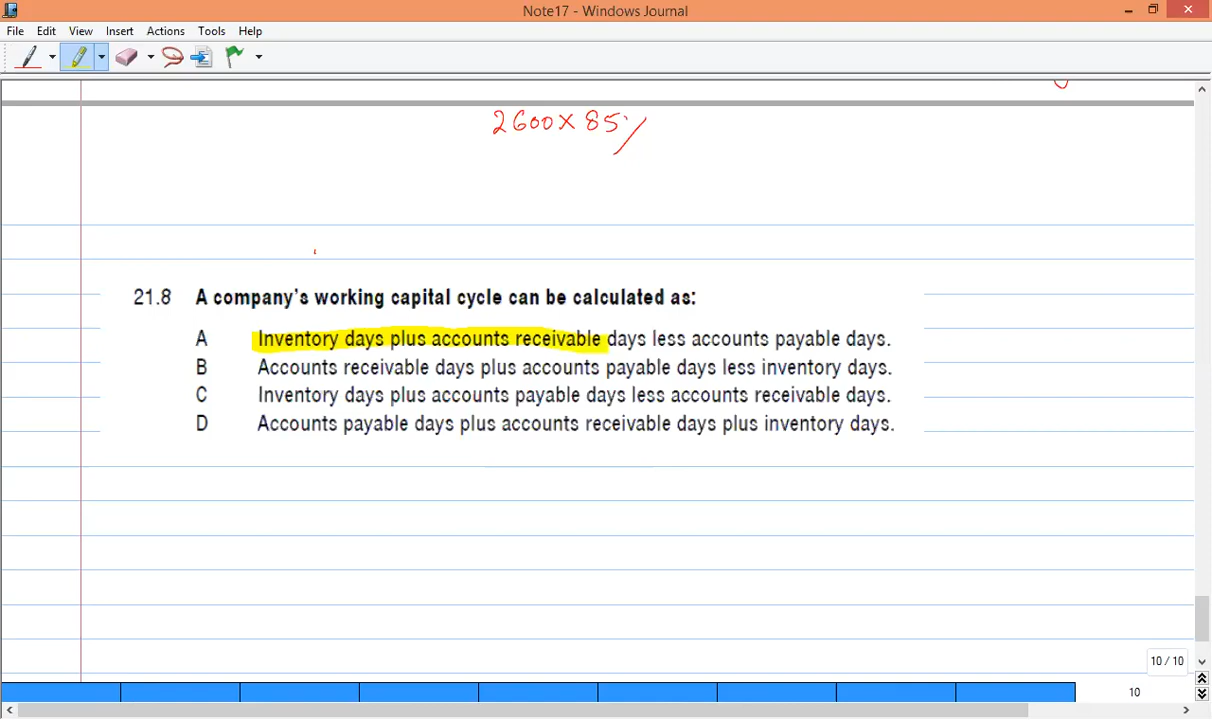 Note17 - Windows Journal
File Edit View Insert Actions Tools Help
2600 X 85%
21.8 A company's working capital cycle can be calculated as:
A Inventory days plus accounts receivable days less accounts payable days.
B Accounts receivable days plus accounts payable days less inventory days.
C Inventory days plus accounts payable days less accounts receivable days.
D Accounts payable days plus accounts receivable days plus inventory days.
10 / 10
10